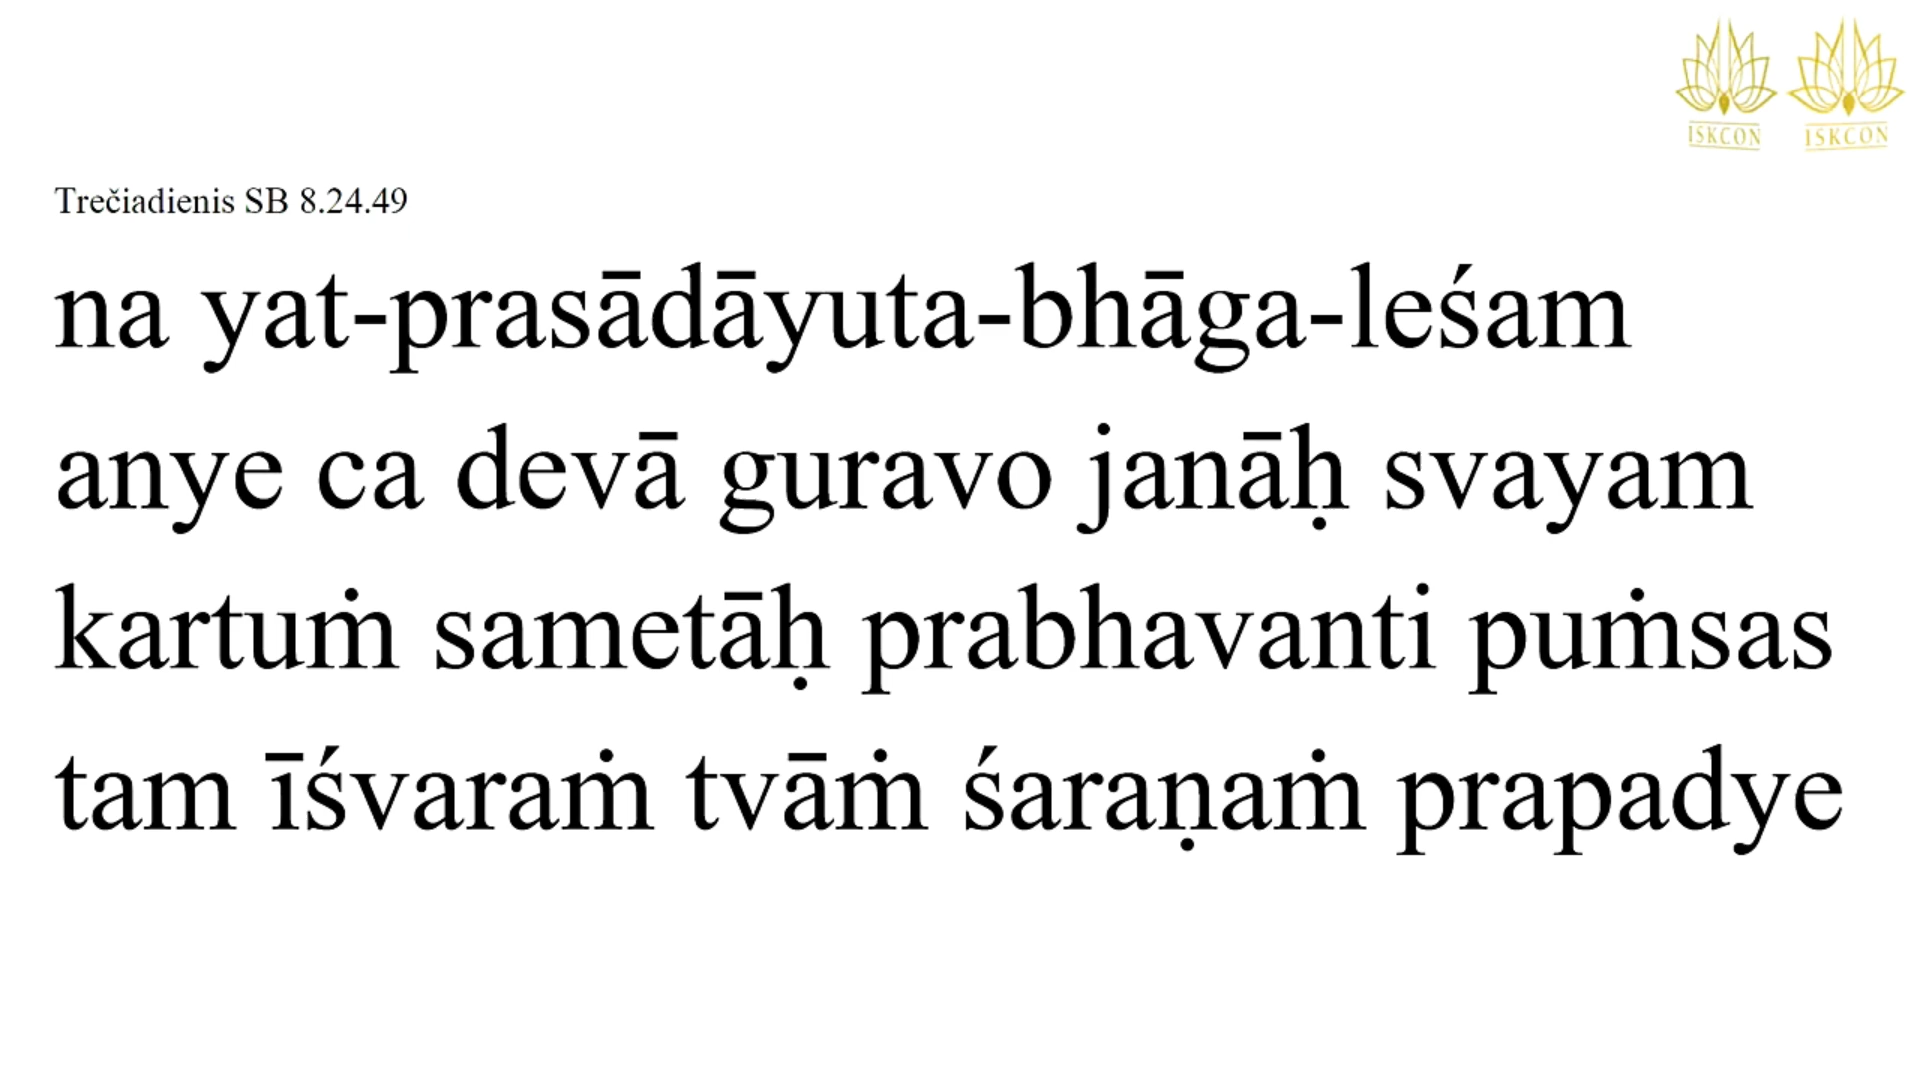 ISKCON ISKCON
Trečiadienis SB 8.24.49
na yat-prasādāyuta-bhāga-leśam
anye ca devā guravo janāḥ svayam
kartuṁ sametāḥ prabhavanti puṁsas
tam īśvaraṁ tvāṁ śaraṇaṁ prapadye